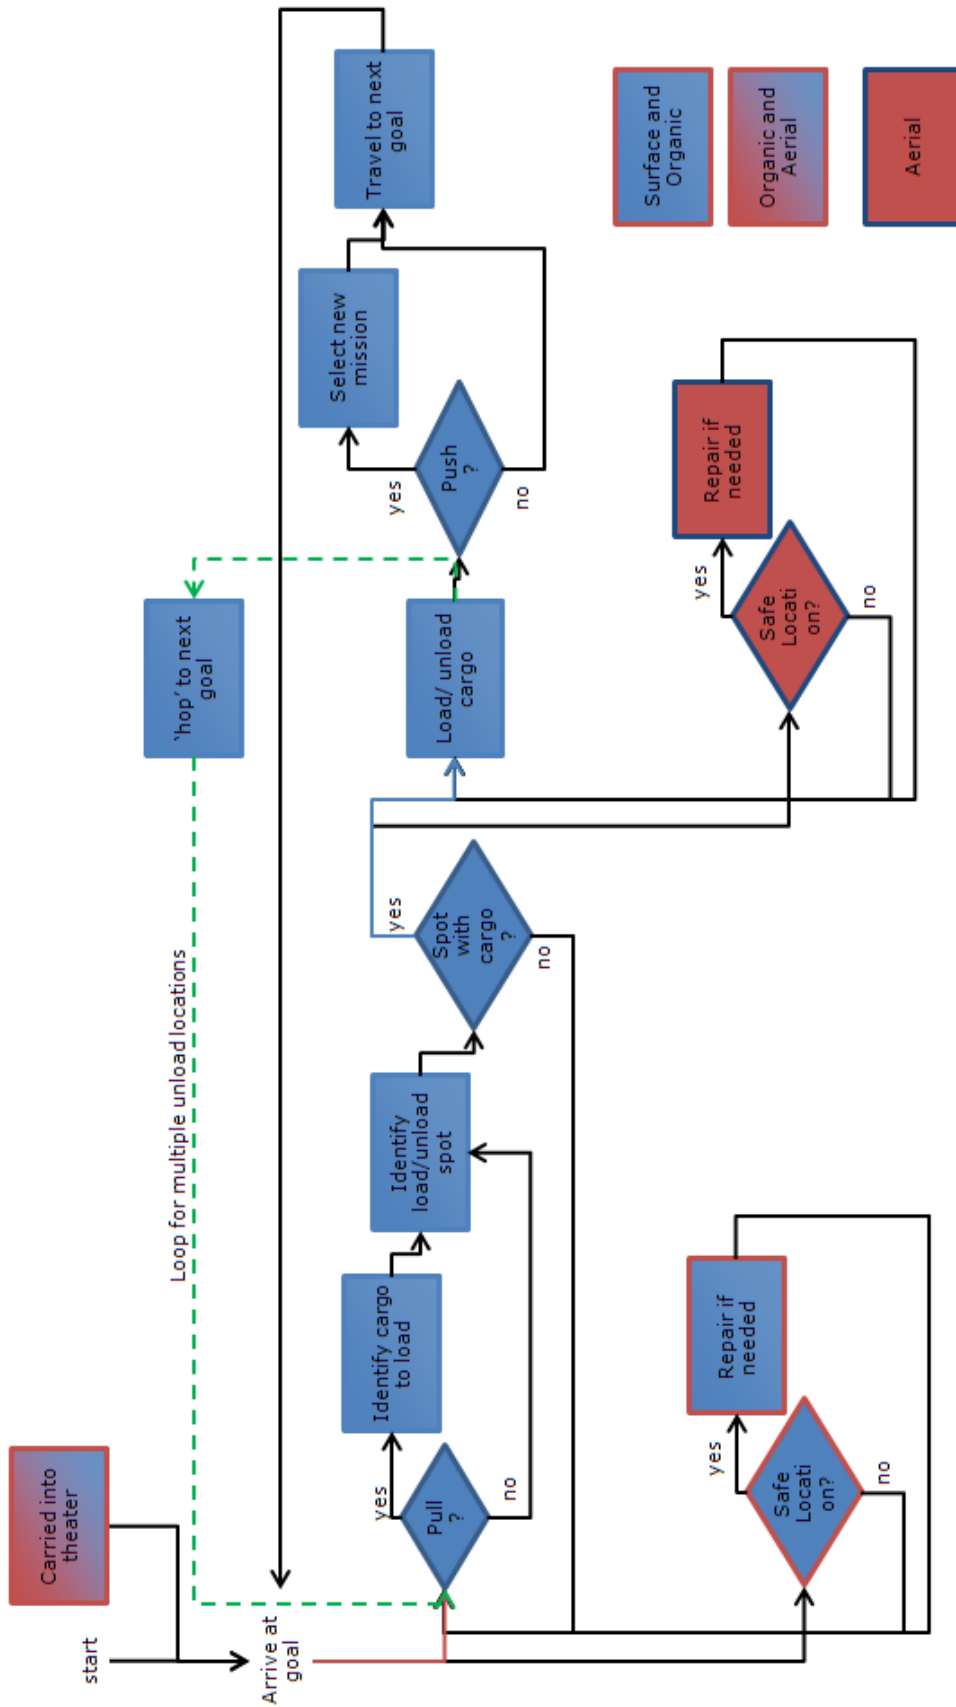 start
Carried into
theater
Arrive at
goal
Loop for multiple unload locations
‘hop’ to next
goal
Pull
?
yes
no
Identify cargo
to load
Identify
load/unload
spot
Spot
with
cargo
?
yes
no
Load/ unload
cargo
Push
?
yes
no
Select new
mission
Travel to next
goal
Safe
Locati
on?
yes
no
Repair if
needed
Safe
Locati
on?
yes
no
Repair if
needed
Surface and
Organic
Organic and
Aerial
Aerial